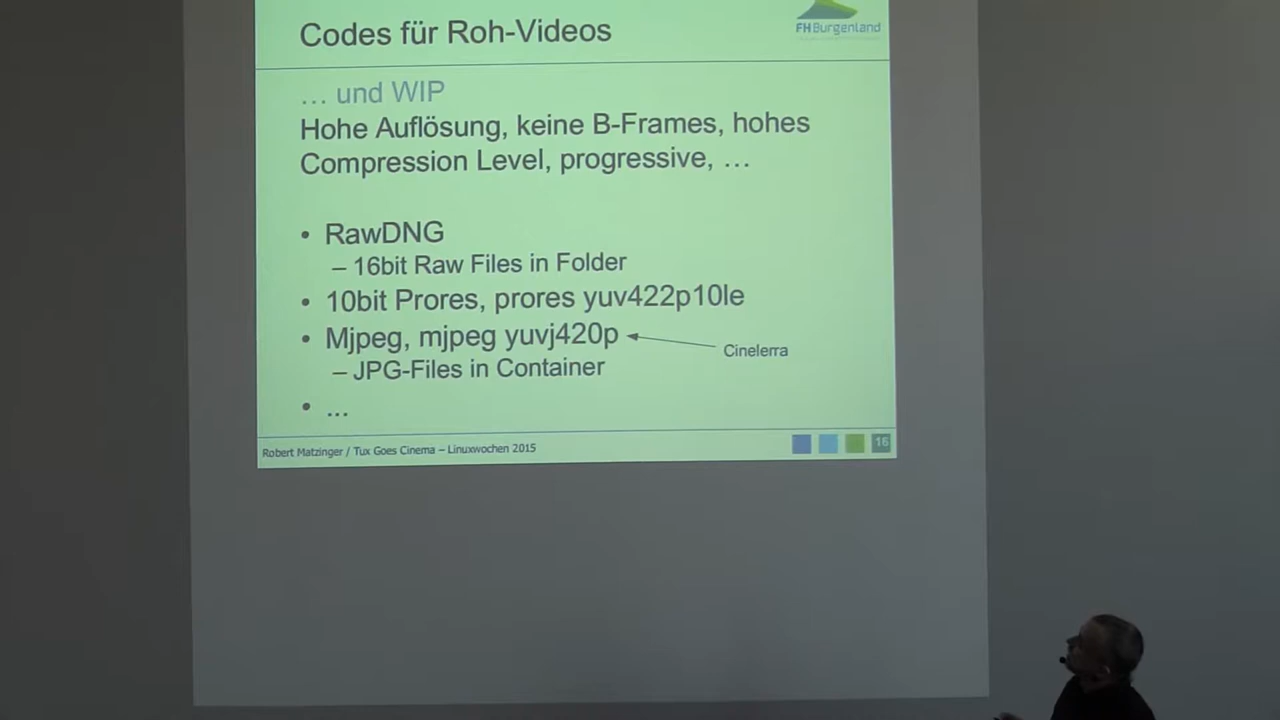 Codes für Roh-Videos
FH Burgenland
… und WIP
Hohe Auflösung, keine B-Frames, hohes
Compression Level, progressive, …
• RawDNG
– 16bit Raw Files in Folder
• 10bit Prores, prores yuv422p10le
• Mjpeg, mjpeg yuvj420p
Cinelerra
– JPG-Files in Container
• ...
Robert Matzinger / Tux Goes Cinema – Linuxwochen 2015
16